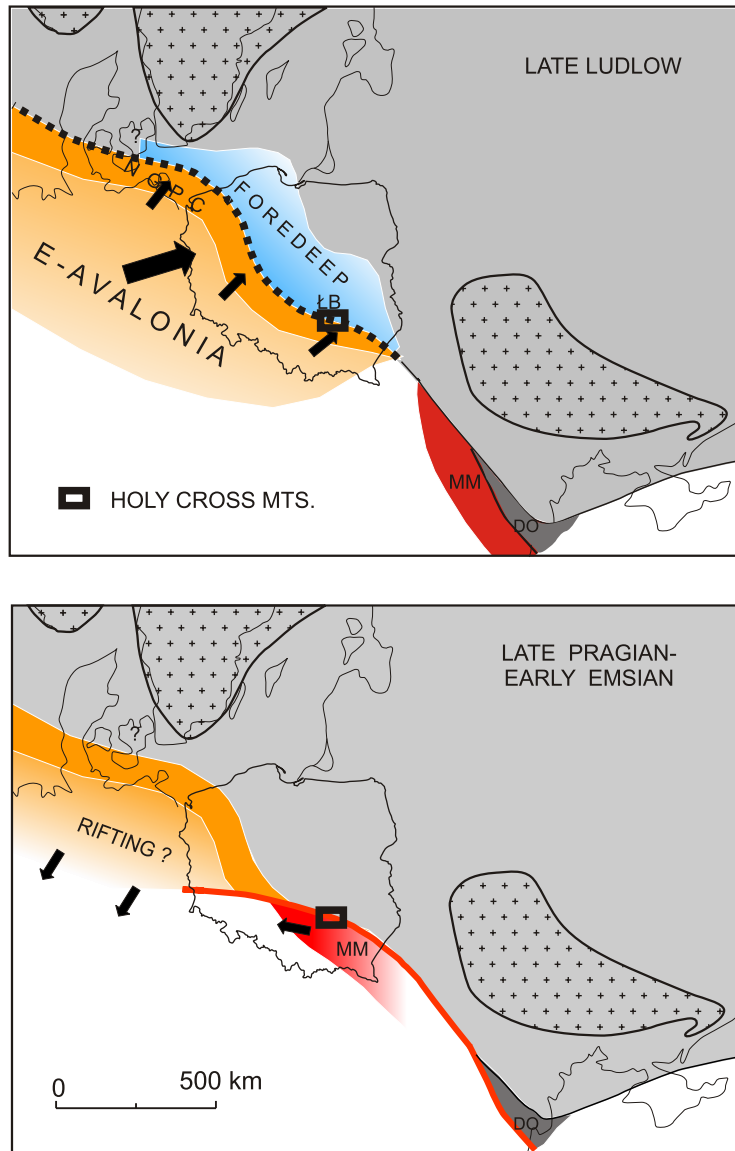 LATE LUDLOW
?
NGPC
FOREDEEP
E-AVALONIA
ŁB
MM
DO
HOLY CROSS MTS.
LATE PRAGIAN-
EARLY EMSIAN
?
RIFTING ?
MM
0 500 km
DO